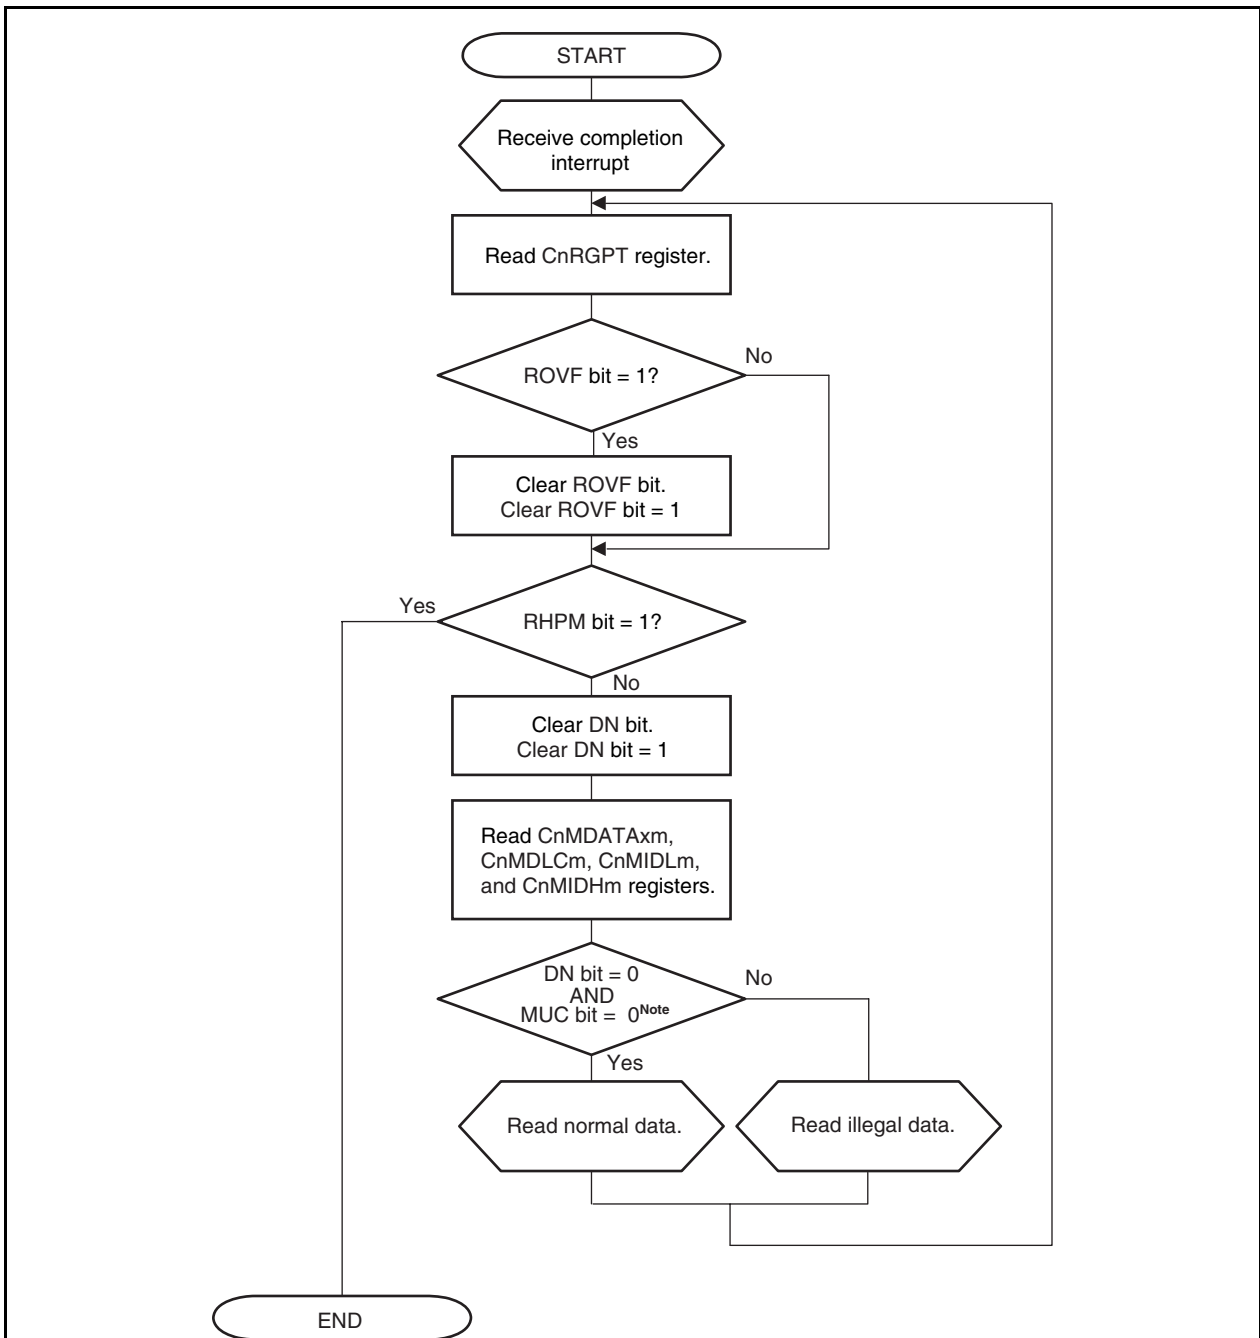 START
Receive completion
interrupt
Read CnRGPT register.
ROVF bit = 1?
No
Yes
Clear ROVF bit.
Clear ROVF bit = 1
Yes
RHPM bit = 1?
No
Clear DN bit.
Clear DN bit = 1
Read CnMDATAxm,
CnMDLCm, CnMIDLm,
and CnMIDHm registers.
DN bit = 0
AND
MUC bit = 0Note
No
Yes
Read normal data.
Read illegal data.
END